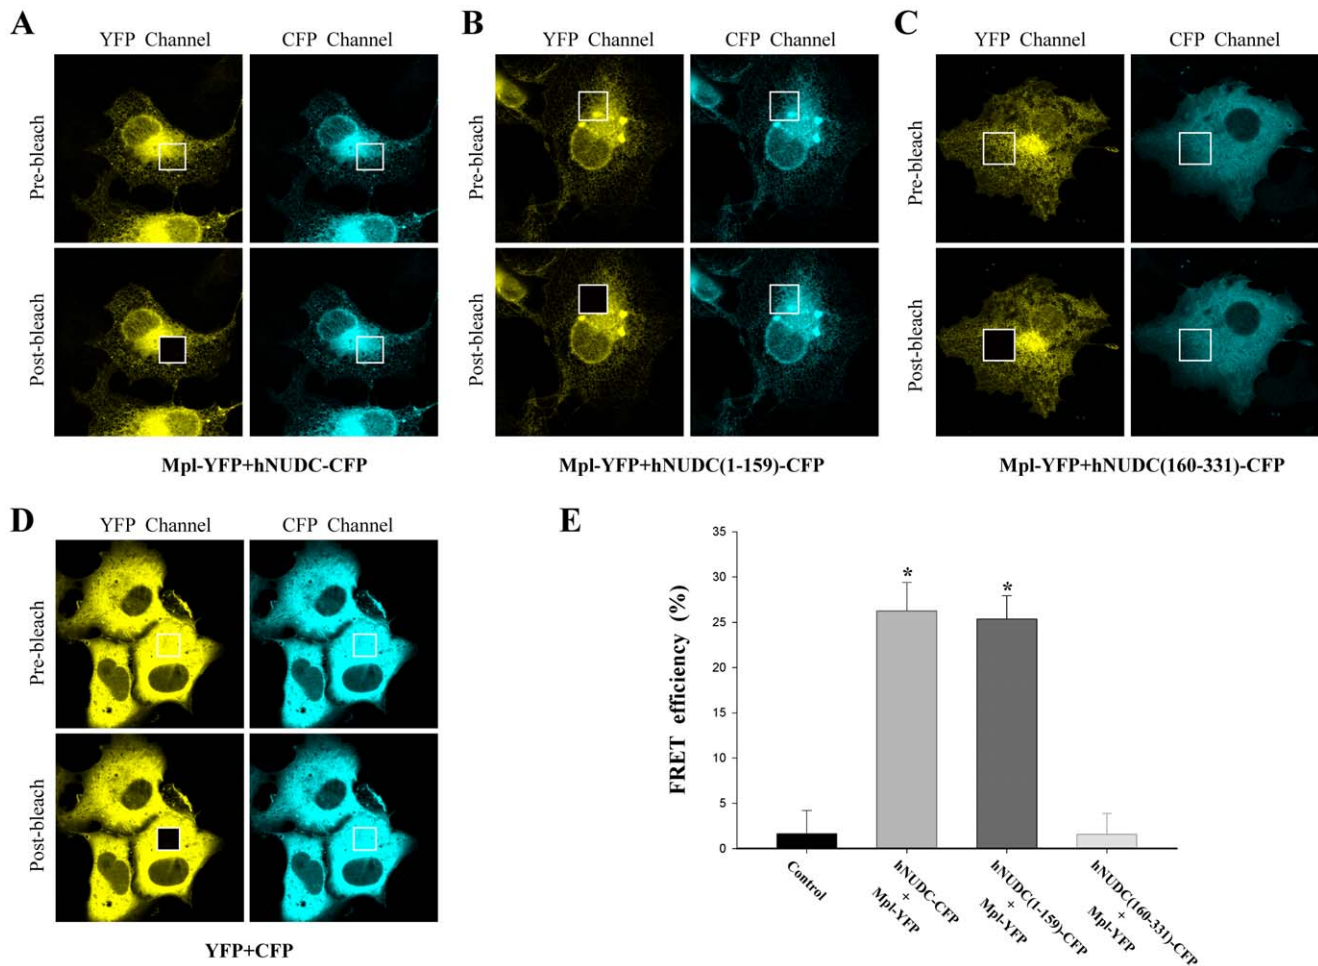 A
YFP Channel
CFP Channel
Pre-bleach
Post-bleach
Mpl-YFP+hNUDC-CFP
B
YFP Channel
CFP Channel
Pre-bleach
Post-bleach
Mpl-YFP+hNUDC(1-159)-CFP
C
YFP Channel
CFP Channel
Pre-bleach
Post-bleach
Mpl-YFP+hNUDC(160-331)-CFP
D
YFP Channel
CFP Channel
Pre-bleach
Post-bleach
YFP+CFP
E
FRET efficiency (%)
35
30
25
20
15
10
5
0
*
*
Control
hNUDC-CFP
+
Mpl-YFP
hNUDC(1-159)-CFP
+
Mpl-YFP
hNUDC(160-331)-CFP
+
Mpl-YFP